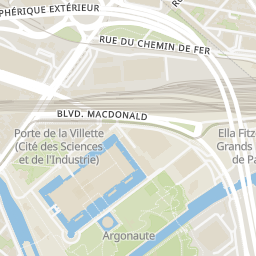 PHÉRIQUE EXTÉRIEUR
RUE DU CHEMIN DE FER
BLVD. MACDONALD
Porte de la Villette
(Cité des Sciences
et de l'Industrie)
Ella Fitz
Grands
de Pa
Argonaute